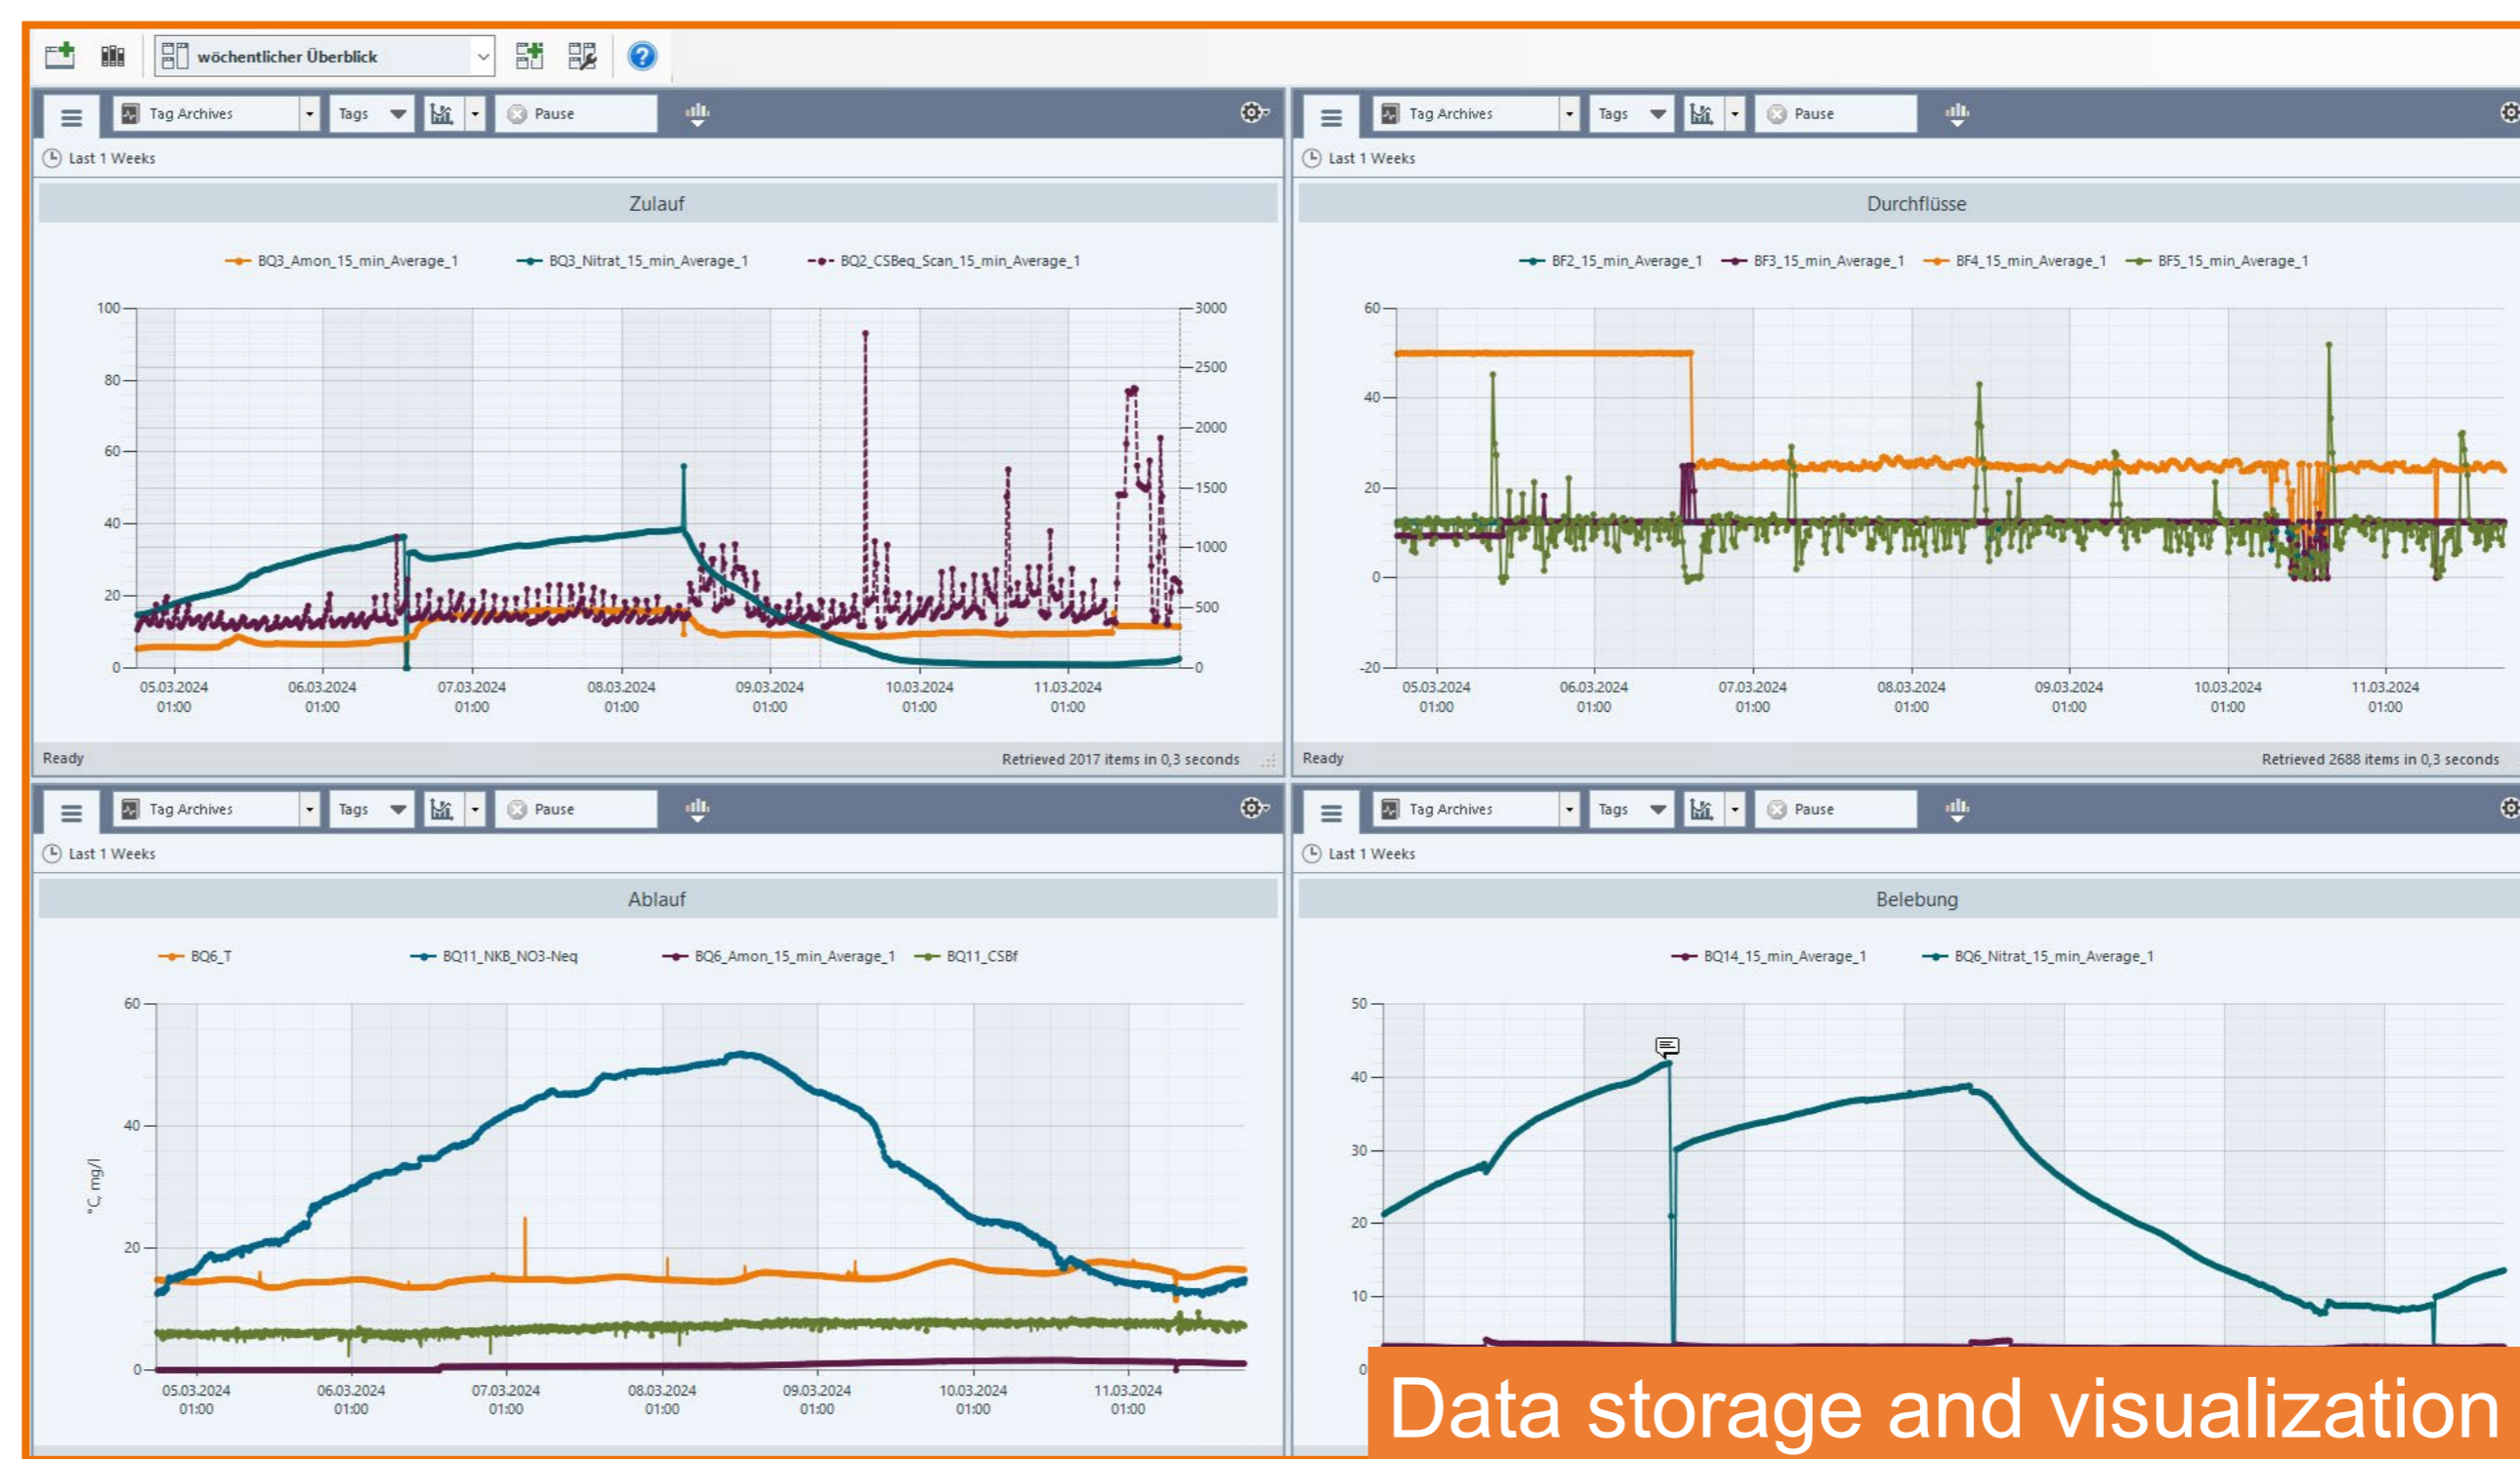 wöchentlicher Überblick
Tag Archives Tags Pause
Last 1 Weeks
Zulauf
BQ3_Amon_15_min_Average_1 BQ3_Nitrat_15_min_Average_1 BQ2_CSBeq_Scan_15_min_Average_1
100 3000
80 2500
60 2000
1500
40 1000
20 500
0 0
05.03.2024 06.03.2024 07.03.2024 08.03.2024 09.03.2024 10.03.2024 11.03.2024
01:00 01:00 01:00 01:00 01:00 01:00 01:00
Ready Retrieved 2017 items in 0,3 seconds
Tag Archives Tags Pause
Last 1 Weeks
Durchflüsse
BF2_15_min_Average_1 BF3_15_min_Average_1 BF4_15_min_Average_1 BF5_15_min_Average_1
60
40
20
0
-20
05.03.2024 06.03.2024 07.03.2024 08.03.2024 09.03.2024 10.03.2024 11.03.2024
01:00 01:00 01:00 01:00 01:00 01:00 01:00
Ready Retrieved 2688 items in 0,3 seconds
Tag Archives Tags Pause
Last 1 Weeks
Ablauf
BQ6_T BQ11_NKB_NO3-Neq BQ6_Amon_15_min_Average_1 BQ11_CSBf
°C, mg/l
60
40
20
0
05.03.2024 06.03.2024 07.03.2024 08.03.2024 09.03.2024 10.03.2024 11.03.2024
01:00 01:00 01:00 01:00 01:00 01:00 01:00
Tag Archives Tags Pause
Last 1 Weeks
Belebung
BQ14_15_min_Average_1 BQ6_Nitrat_15_min_Average_1
50
40
30
20
10
0
Data storage and visualization